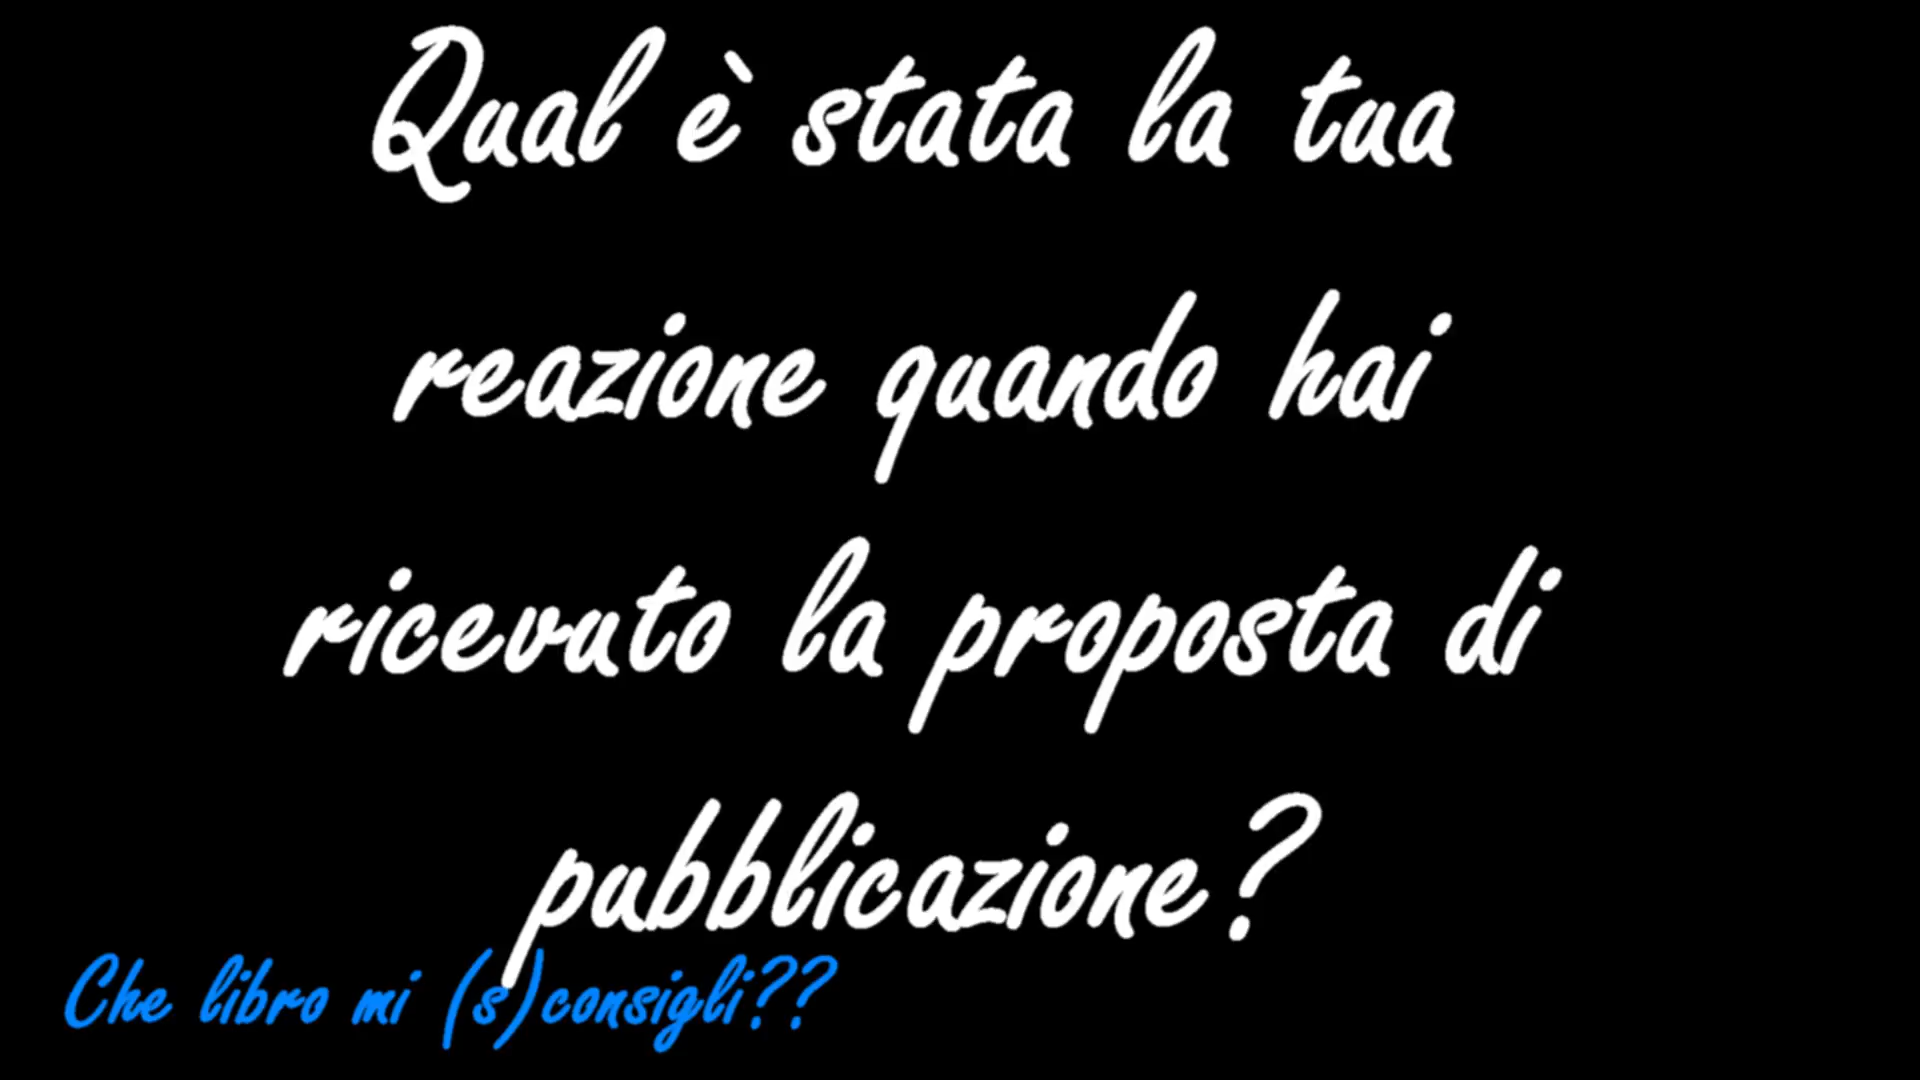 Qual è stata la tua
reazione quando hai
ricevuto la proposta di
pubblicazione?
Che libro mi (s)consigli??